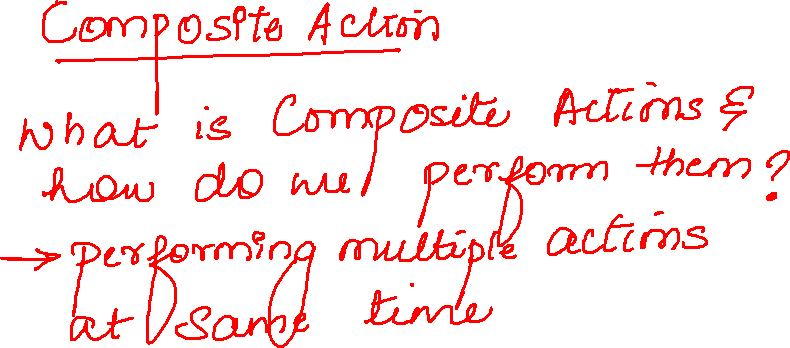 Composite Action
What is Composite Actions &
how do we perform them?
→ performing multiple actions
at same time